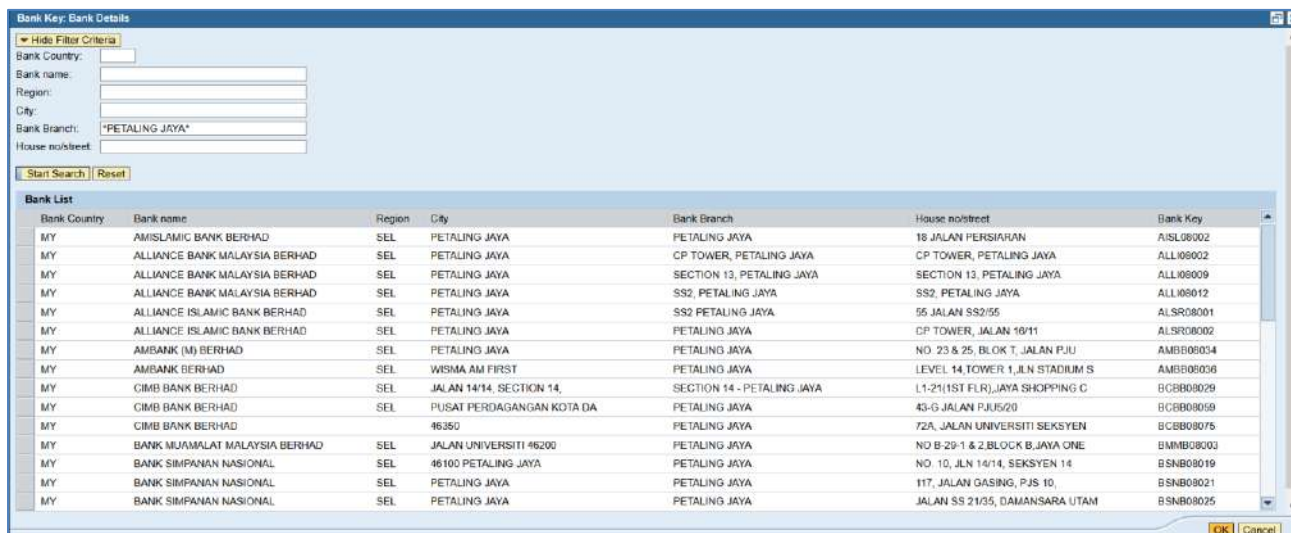 Bank Key: Bank Details
Hide Filter Criteria
Bank Country:
Bank name:
Region:
City:
Bank Branch: *PETALING JAYA*
House no/street:
Start Search Reset
Bank List
Bank Country Bank name Region City Bank Branch House no/street Bank Key
MY AMISLAMIC BANK BERHAD SEL PETALING JAYA PETALING JAYA 18 JALAN PERSIARAN AISL08002
MY ALLIANCE BANK MALAYSIA BERHAD SEL PETALING JAYA CP TOWER, PETALING JAYA CP TOWER, PETALING JAYA ALLI08002
MY ALLIANCE BANK MALAYSIA BERHAD SEL PETALING JAYA SECTION 13, PETALING JAYA SECTION 13, PETALING JAYA ALLI08009
MY ALLIANCE BANK MALAYSIA BERHAD SEL PETALING JAYA SS2, PETALING JAYA SS2, PETALING JAYA ALLI08012
MY ALLIANCE ISLAMIC BANK BERHAD SEL PETALING JAYA SS2 PETALING JAYA 55 JALAN SS2/55 ALSR08001
MY ALLIANCE ISLAMIC BANK BERHAD SEL PETALING JAYA PETALING JAYA CP TOWER, JALAN 16/11 ALSR08002
MY AMBANK (M) BERHAD SEL PETALING JAYA PETALING JAYA NO. 23 & 25, BLOK T, JALAN PJU AMBB08034
MY AMBANK BERHAD SEL WISMA AM FIRST PETALING JAYA LEVEL 14,TOWER 1,JLN STADIUM S AMBB08036
MY CIMB BANK BERHAD SEL JALAN 14/14, SECTION 14, SECTION 14 - PETALING JAYA L1-21(1ST FLR),JAYA SHOPPING C BCBB08029
MY CIMB BANK BERHAD SEL PUSAT PERDAGANGAN KOTA DA PETALING JAYA 43-G JALAN PJU5/20 BCBB08059
MY CIMB BANK BERHAD 46350 PETALING JAYA 72A, JALAN UNIVERSITI SEKSYEN BCBB08075
MY BANK MUAMALAT MALAYSIA BERHAD SEL JALAN UNIVERSITI 46200 PETALING JAYA NO B-29-1 & 2,BLOCK B,JAYA ONE BMMB08003
MY BANK SIMPANAN NASIONAL SEL 46100 PETALING JAYA PETALING JAYA NO. 10, JLN 14/14, SEKSYEN 14 BSNB08019
MY BANK SIMPANAN NASIONAL SEL PETALING JAYA PETALING JAYA 117, JALAN GASING, PJS 10, BSNB08021
MY BANK SIMPANAN NASIONAL SEL PETALING JAYA PETALING JAYA JALAN SS 21/35, DAMANSARA UTAM BSNB08025
OK Cancel